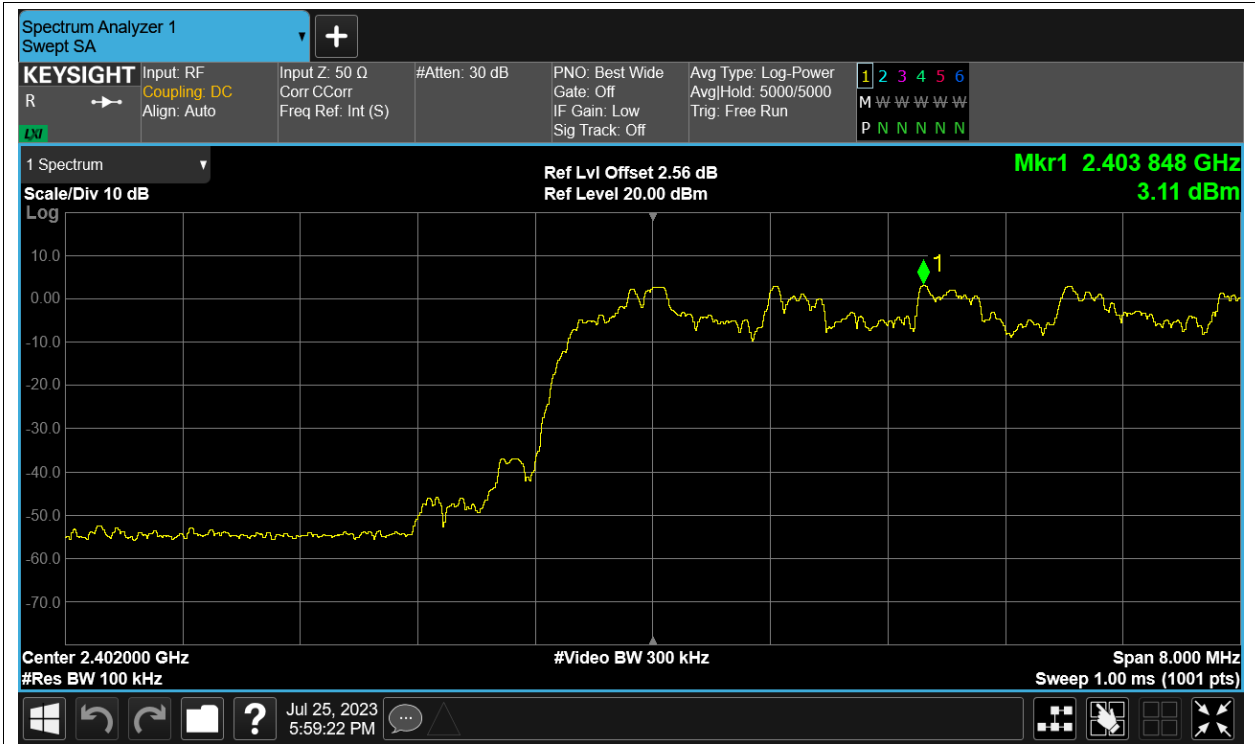 Spectrum Analyzer 1
Swept SA
+
KEYSIGHT
R
LXI
Input: RF
Coupling: DC
Align: Auto
Input Z: 50 Ω
Corr CCorr
Freq Ref: Int (S)
#Atten: 30 dB
PNO: Best Wide
Gate: Off
IF Gain: Low
Sig Track: Off
Avg Type: Log-Power
Avg|Hold: 5000/5000
Trig: Free Run
1 2 3 4 5 6
M W W W W W
P N N N N N
1 Spectrum
Scale/Div 10 dB
Log
Ref Lvl Offset 2.56 dB
Ref Level 20.00 dBm
Mkr1 2.403 848 GHz
3.11 dBm
10.0
0.00
-10.0
-20.0
-30.0
-40.0
-50.0
-60.0
-70.0
1
Center 2.402000 GHz
#Res BW 100 kHz
#Video BW 300 kHz
Span 8.000 MHz
Sweep 1.00 ms (1001 pts)
?
Jul 25, 2023
5:59:22 PM